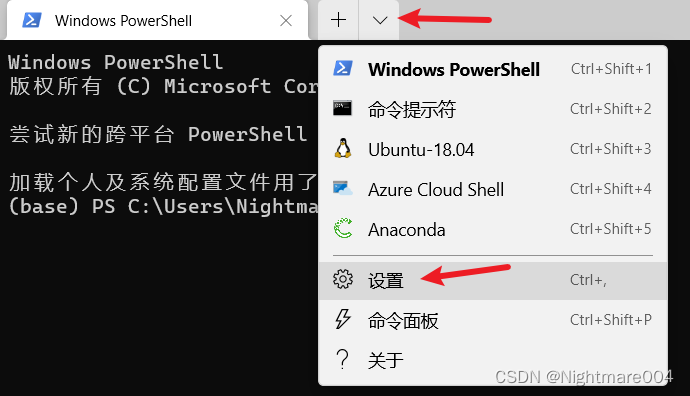 Windows PowerShell
Windows PowerShell
版权所有 (C) Microsoft Cor
尝试新的跨平台 PowerShell
加载个人及系统配置文件用了
(base) PS C:\Users\Nightma
Windows PowerShell Ctrl+Shift+1
命令提示符 Ctrl+Shift+2
Ubuntu-18.04 Ctrl+Shift+3
Azure Cloud Shell Ctrl+Shift+4
Anaconda Ctrl+Shift+5
设置 Ctrl+,
命令面板 Ctrl+Shift+P
关于
CSDN @Nightmare004